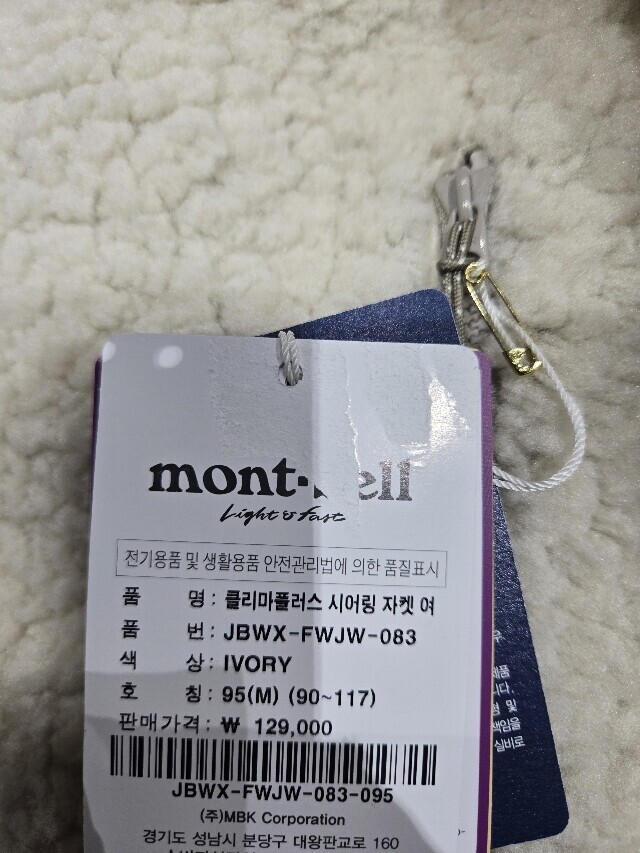 mont-bell
Light & Fast
전기용품 및 생활용품 안전관리법에 의한 품질표시
품 명 : 클리마플러스 시어링 자켓 여
품 번 : JBWX-FWJW-083
색 상 : IVORY
호 칭 : 95(M) (90~117)
판매가격 : ₩ 129,000
JBWX-FWJW-083-095
(주)MBK Corporation
경기도 성남시 분당구 대왕판교로 160
및
실비로